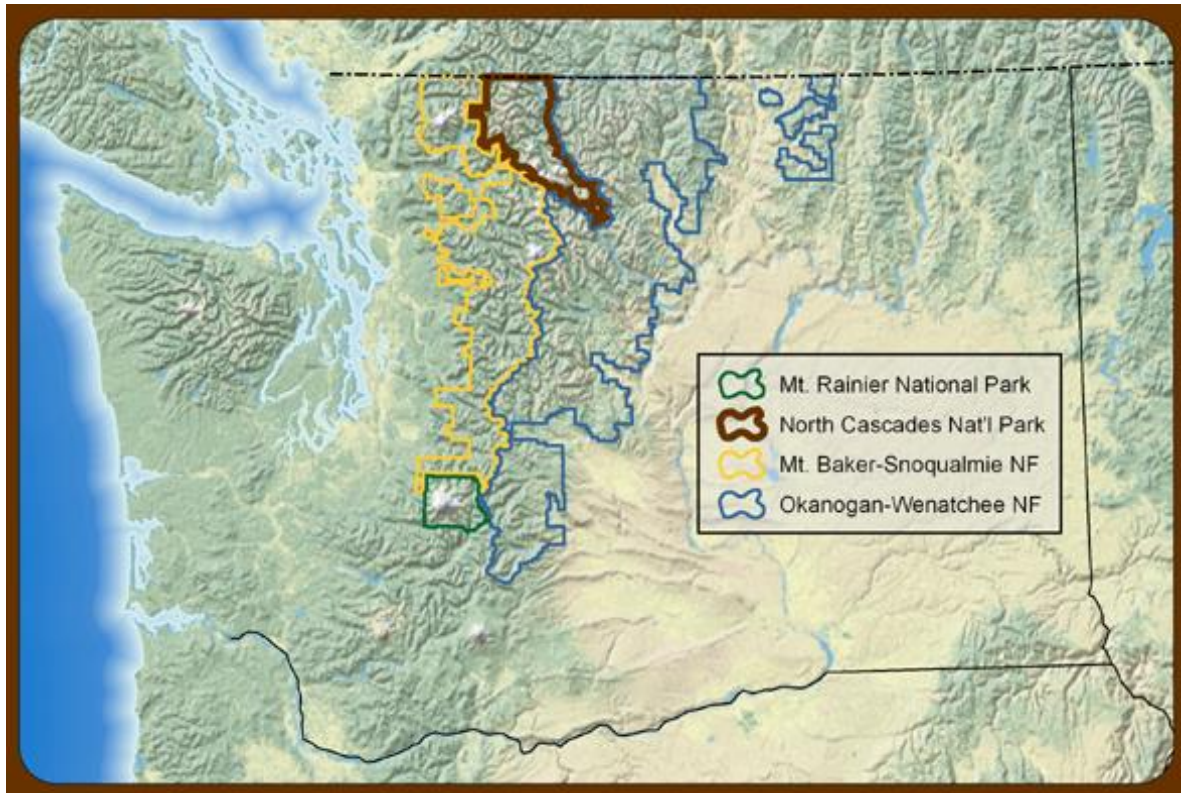 Mt. Rainier National Park
North Cascades Nat'l Park
Mt. Baker-Snoqualmie NF
Okanogan-Wenatchee NF